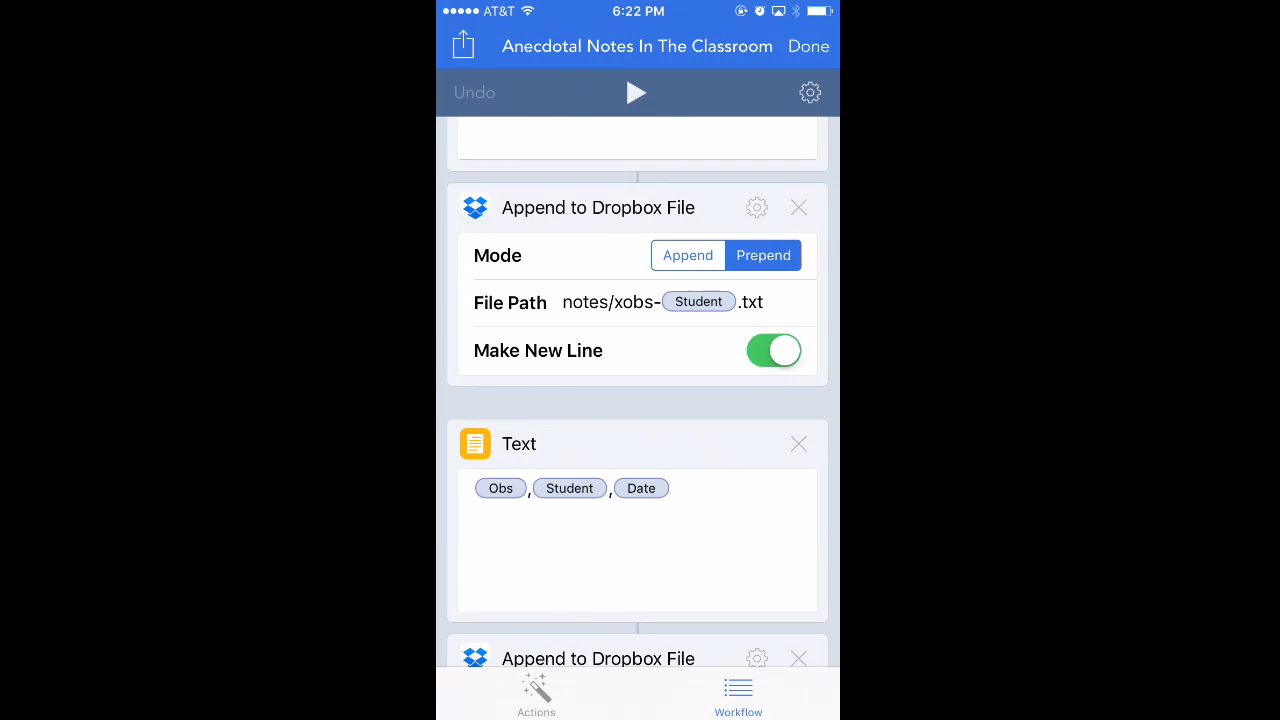 AT&T 6:22 PM
Anecdotal Notes In The Classroom Done
Undo
Append to Dropbox File
Mode Append Prepend
File Path notes/xobs-Student.txt
Make New Line
Text
Obs,Student,Date
Append to Dropbox File
Actions Workflow